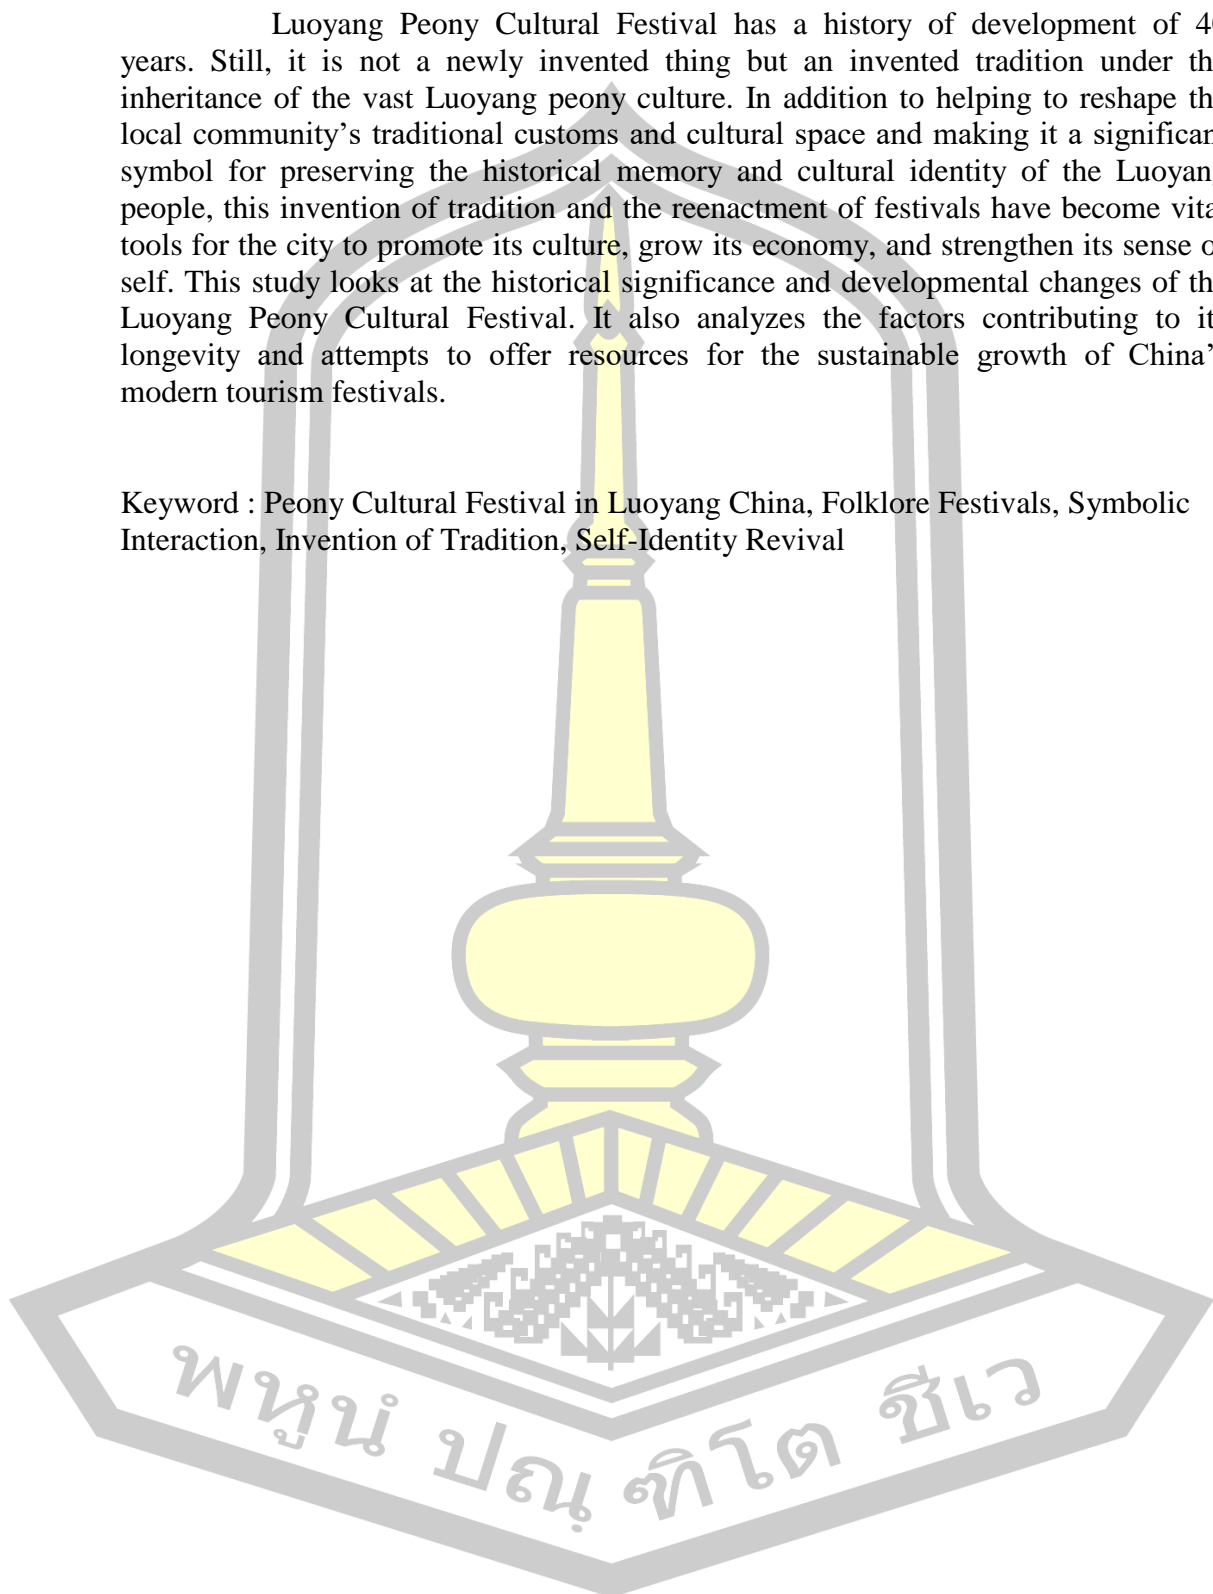 Luoyang Peony Cultural Festival has a history of development of 40
years. Still, it is not a newly invented thing but an invented tradition under th
inheritance of the vast Luoyang peony culture. In addition to helping to reshape th
local community's traditional customs and cultural space and making it a significan
symbol for preserving the historical memory and cultural identity of the Luoyang
people, this invention of tradition and the reenactment of festivals have become vita
tools for the city to promote its culture, grow its economy, and strengthen its sense of
self. This study looks at the historical significance and developmental changes of th
Luoyang Peony Cultural Festival. It also analyzes the factors contributing to it
longevity and attempts to offer resources for the sustainable growth of China's
modern tourism festivals.
Keyword : Peony Cultural Festival in Luoyang China, Folklore Festivals, Symbolic
Interaction, Invention of Tradition, Self-Identity Revival
พหูนํ ปณฺฑิโต ชีเว